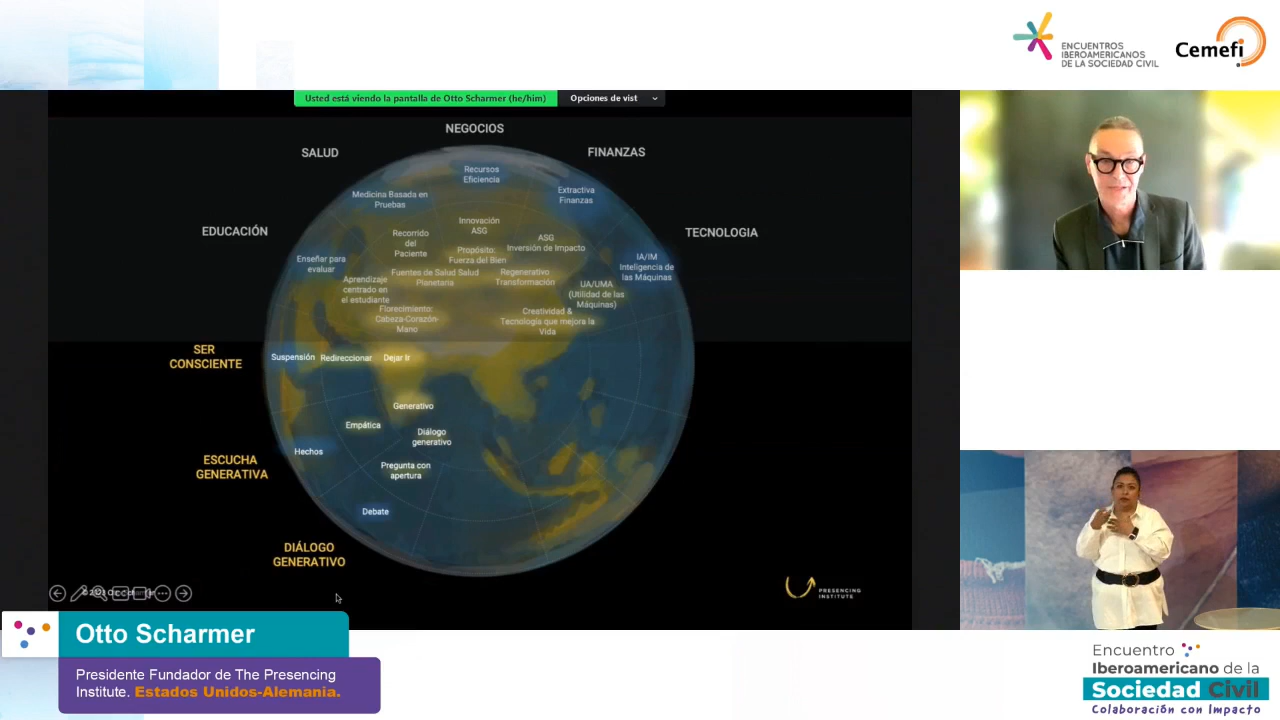 ENCUENTROS
IBEROAMERICANOS
DE LA SOCIEDAD CIVIL
Cemefi
Usted está viendo la pantalla de Otto Scharmer (he/him)
Opciones de vist
NEGOCIOS
SALUD
FINANZAS
Recursos
Eficiencia
Medicina Basada en
Pruebas
Extractiva
Finanzas
EDUCACIÓN
TECNOLOGIA
Innovación
ASG
Recorrido
del
Paciente
ASG
Inversión de Impacto
Propósito:
Fuerza del Bien
Enseñar para
evaluar
IA/IM
Inteligencia de
las Máquinas
Fuentes de Salud Salud
Planetaria
Regenerativo
Transformación
Aprendizaje
centrado en
el estudiante
UA/UMA
(Utilidad de las
Máquinas)
Florecimiento:
Cabeza-Corazón-
Mano
Creatividad &
Tecnología que mejora la
Vida
SER
CONSCIENTE
Suspensión
Redireccionar
Dejar Ir
Generativo
Empática
Diálogo
generativo
Hechos
ESCUCHA
GENERATIVA
Pregunta con
apertura
Debate
DIÁLOGO
GENERATIVO
PRESENCING
INSTITUTE
Otto Scharmer
Presidente Fundador de The Presencing
Institute. Estados Unidos-Alemania.
Encuentro
Iberoamericano de la
Sociedad Civil
Colaboración con Impacto